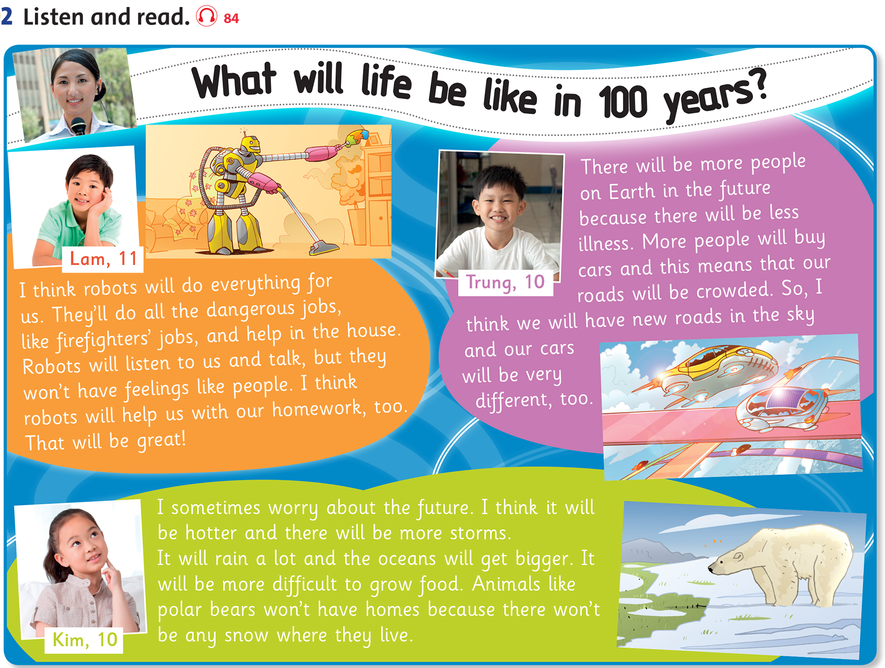 2 Listen and read. 84
What will life be like in 100 years?
Lam, 11
I think robots will do everything for
us. They'll do all the dangerous jobs,
like firefighters' jobs, and help in the house.
Robots will listen to us and talk, but they
won't have feelings like people. I think
robots will help us with our homework, too.
That will be great!
Trung, 10
There will be more people
on Earth in the future
because there will be less
illness. More people will buy
cars and this means that our
roads will be crowded. So, I
think we will have new roads in the sky
and our cars
will be very
different, too.
Kim, 10
I sometimes worry about the future. I think it will
be hotter and there will be more storms.
It will rain a lot and the oceans will get bigger. It
will be more difficult to grow food. Animals like
polar bears won't have homes because there won't
be any snow where they live.